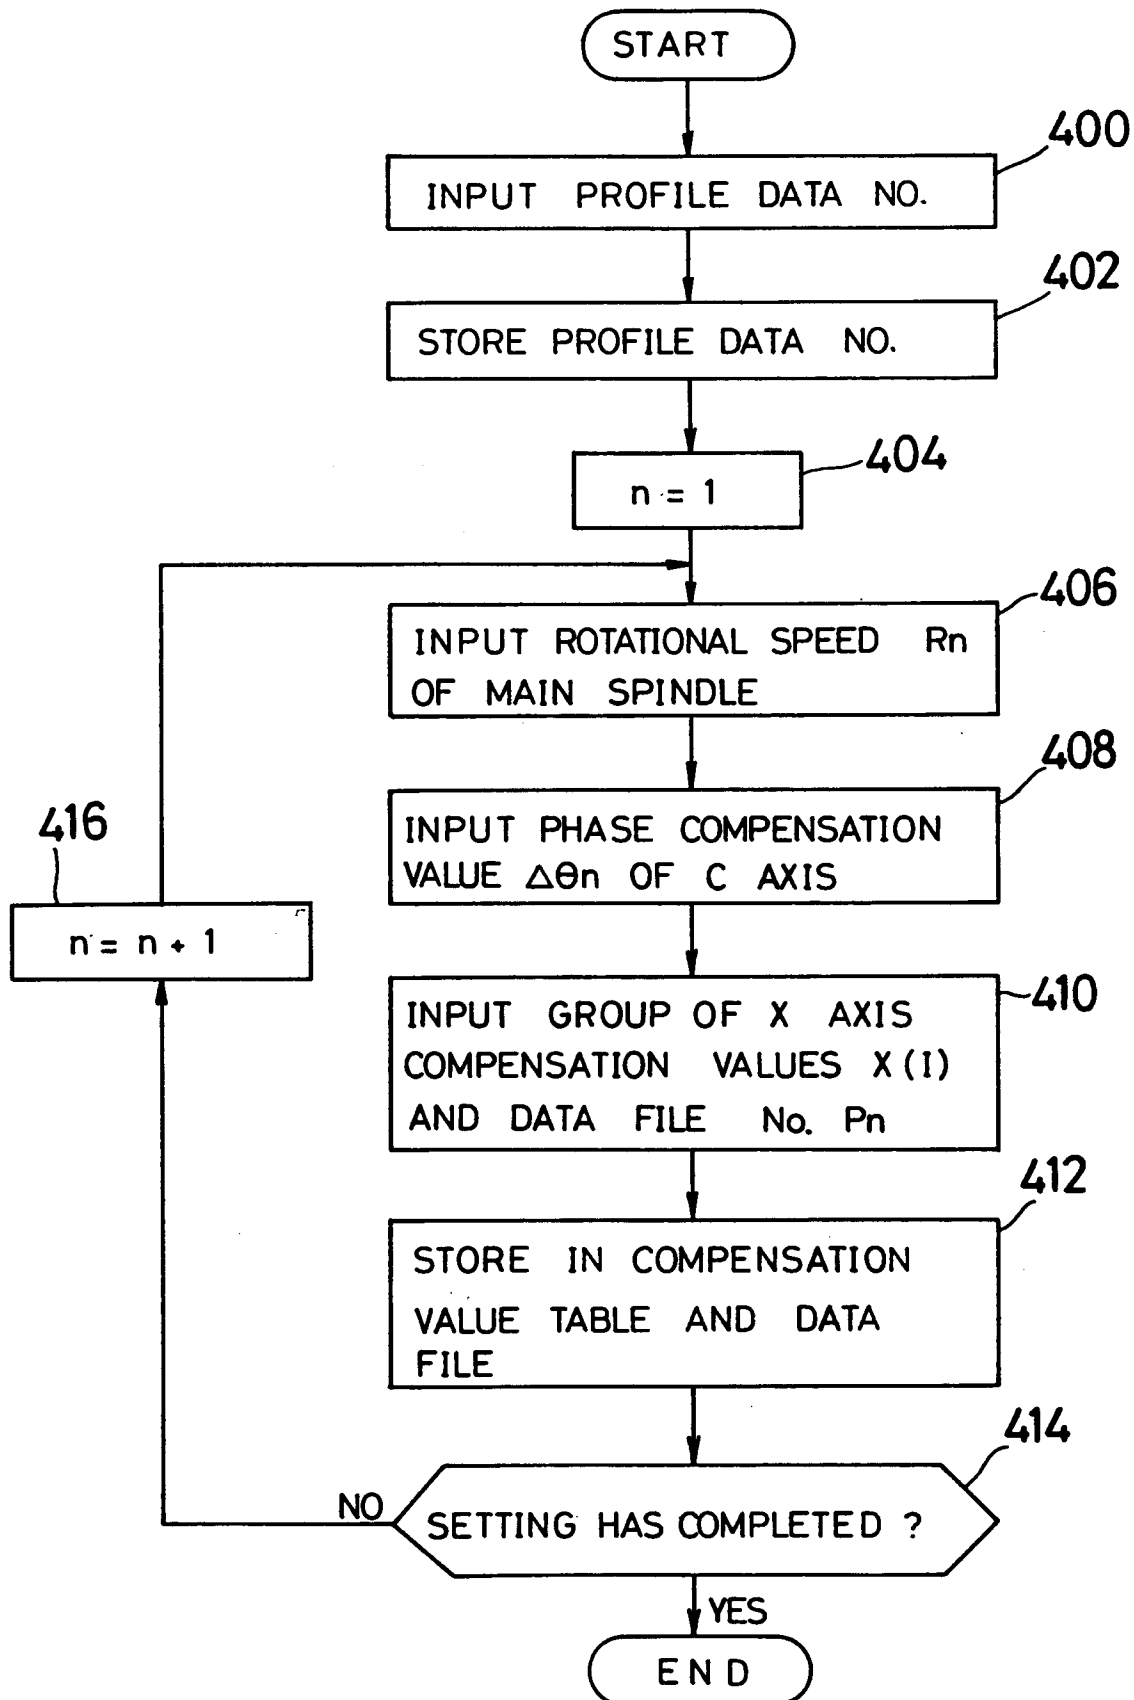 START
400
INPUT PROFILE DATA NO.
402
STORE PROFILE DATA NO.
404
n = 1
406
INPUT ROTATIONAL SPEED Rn
OF MAIN SPINDLE
408
INPUT PHASE COMPENSATION
VALUE Δθn OF C AXIS
416
n = n + 1
410
INPUT GROUP OF X AXIS
COMPENSATION VALUES X(I)
AND DATA FILE No. Pn
412
STORE IN COMPENSATION
VALUE TABLE AND DATA
FILE
414
NO
SETTING HAS COMPLETED ?
YES
END